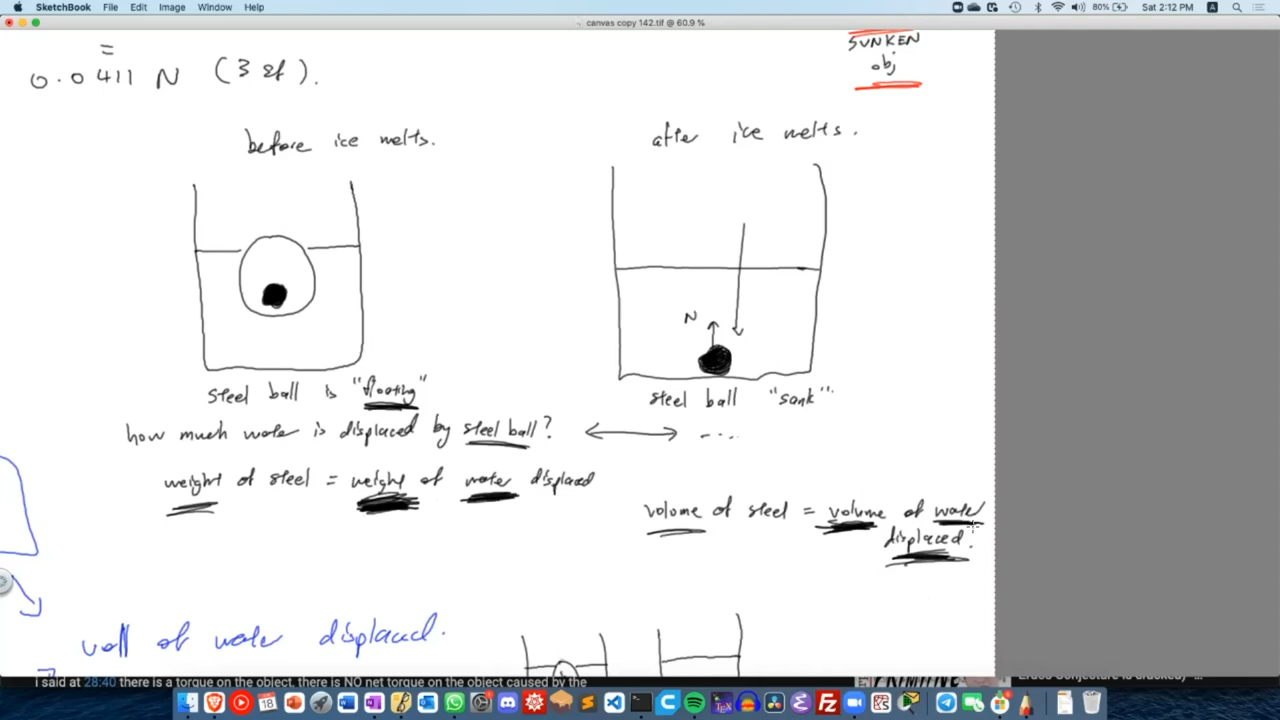 SketchBook File Edit Image Window Help
80% Sat 2:12 PM A
canvas copy 142.tif @ 60.9 %
=
0.0411 N (3 sf).
SUNKEN
obj
before ice melts.
after ice melts.
N
steel ball is "floating"
steel ball "sank".
how much water is displaced by steel ball? ...
weight of steel = weight of water displaced
volume of steel = volume of water
displaced.
voll of water displaced.
I said at 28:40 there is a torque on the object, there is NO net torque on the object caused by the